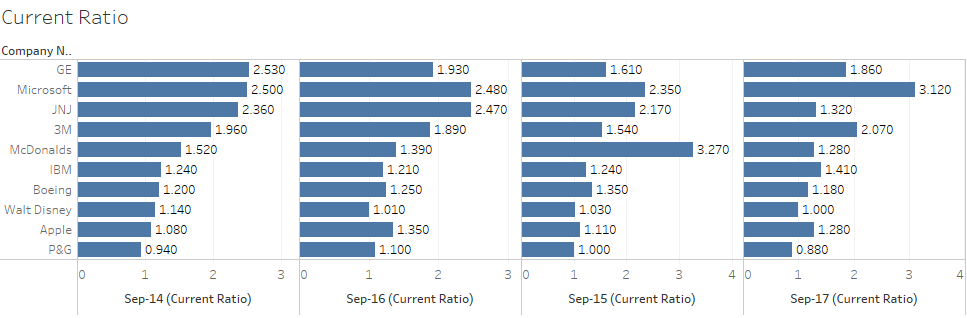 Current Ratio
Company N..
GE 2.530 1.930 1.610 1.860
Microsoft 2.500 2.480 2.350 3.120
JNJ 2.360 2.470 2.170 1.320
3M 1.960 1.890 1.540 2.070
McDonalds 1.520 1.390 3.270 1.280
IBM 1.240 1.210 1.240 1.410
Boeing 1.200 1.250 1.350 1.180
Walt Disney 1.140 1.010 1.030 1.000
Apple 1.080 1.350 1.110 1.280
P&G 0.940 1.100 1.000 0.880
0 1 2 3 0 1 2 3 0 1 2 3 4 0 1 2 3 4
Sep-14 (Current Ratio) Sep-16 (Current Ratio) Sep-15 (Current Ratio) Sep-17 (Current Ratio)